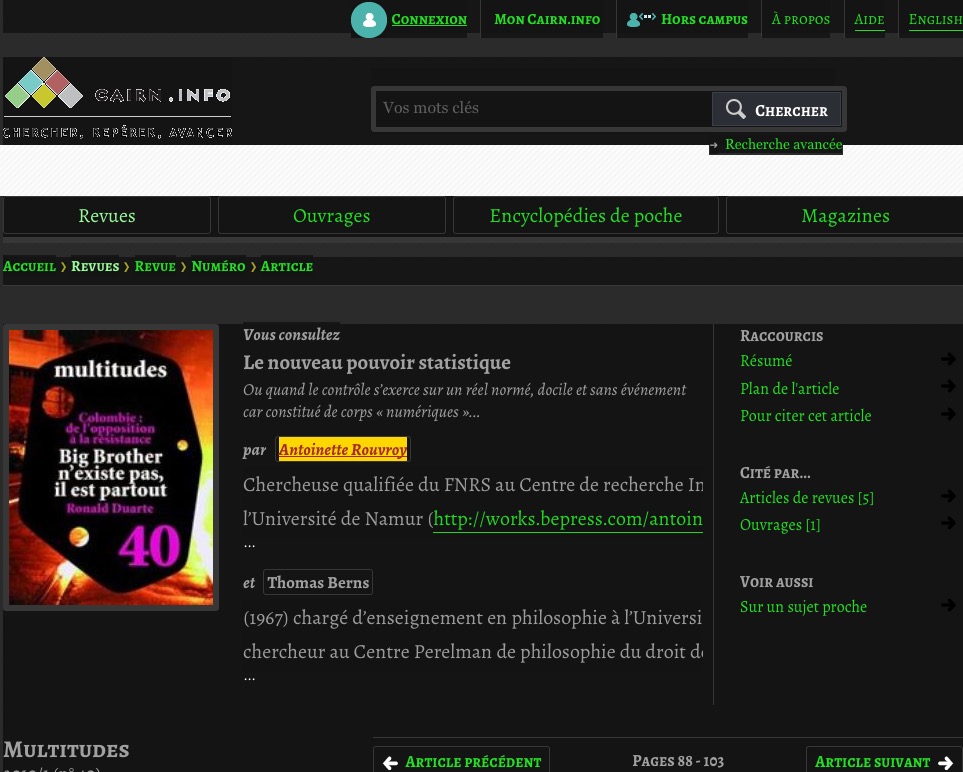 Connexion
Mon Cairn.info
Hors campus
À propos
Aide
English
CAIRN.INFO
CHERCHER, REPÉRER, AVANCER
Vos mots clés
Chercher
Recherche avancée
Revues
Ouvrages
Encyclopédies de poche
Magazines
Accueil › Revues › Revue › Numéro › Article
multitudes
Colombie :
de l'opposition
à la résistance
Big Brother
n'existe pas,
il est partout
Ronald Duarte
40
Vous consultez
Le nouveau pouvoir statistique
Ou quand le contrôle s'exerce sur un réel normé, docile et sans événement
car constitué de corps « numériques »...
par Antoinette Rouvroy
Chercheuse qualifiée du FNRS au Centre de recherche In
l'Université de Namur (http://works.bepress.com/antoin
...
et Thomas Berns
(1967) chargé d'enseignement en philosophie à l'Universi
chercheur au Centre Perelman de philosophie du droit de
...
Raccourcis
Résumé
Plan de l'article
Pour citer cet article
Cité par...
Articles de revues [5]
Ouvrages [1]
Voir aussi
Sur un sujet proche
Multitudes
Article précédent
Pages 88 - 103
Article suivant